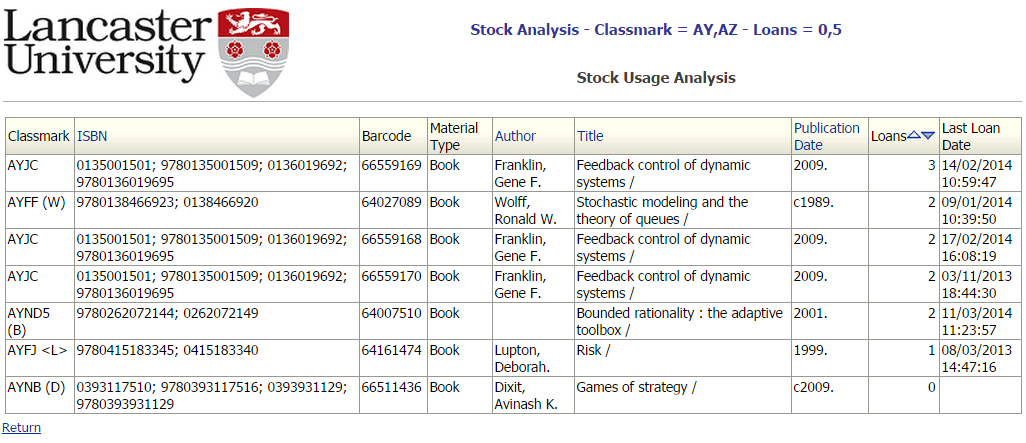 Lancaster
University
Stock Analysis - Classmark = AY,AZ - Loans = 0,5
Stock Usage Analysis
Classmark ISBN Barcode Material Type Author Title Publication Date Loans Last Loan Date
AYJC 0135001501; 9780135001509; 0136019692; 9780136019695 66559169 Book Franklin, Gene F. Feedback control of dynamic systems / 2009. 3 14/02/2014 10:59:47
AYFF (W) 9780138466923; 0138466920 64027089 Book Wolff, Ronald W. Stochastic modeling and the theory of queues / c1989. 2 09/01/2014 10:39:50
AYJC 0135001501; 9780135001509; 0136019692; 9780136019695 66559168 Book Franklin, Gene F. Feedback control of dynamic systems / 2009. 2 17/02/2014 16:08:19
AYJC 0135001501; 9780135001509; 0136019692; 9780136019695 66559170 Book Franklin, Gene F. Feedback control of dynamic systems / 2009. 2 03/11/2013 18:44:30
AYND5 (B) 9780262072144; 0262072149 64007510 Book Bounded rationality : the adaptive toolbox / 2001. 2 11/03/2014 11:23:57
AYFJ <L> 9780415183345; 0415183340 64161474 Book Lupton, Deborah. Risk / 1999. 1 08/03/2013 14:47:16
AYNB (D) 0393117510; 9780393117516; 0393931129; 9780393931129 66511436 Book Dixit, Avinash K. Games of strategy / c2009. 0
Return